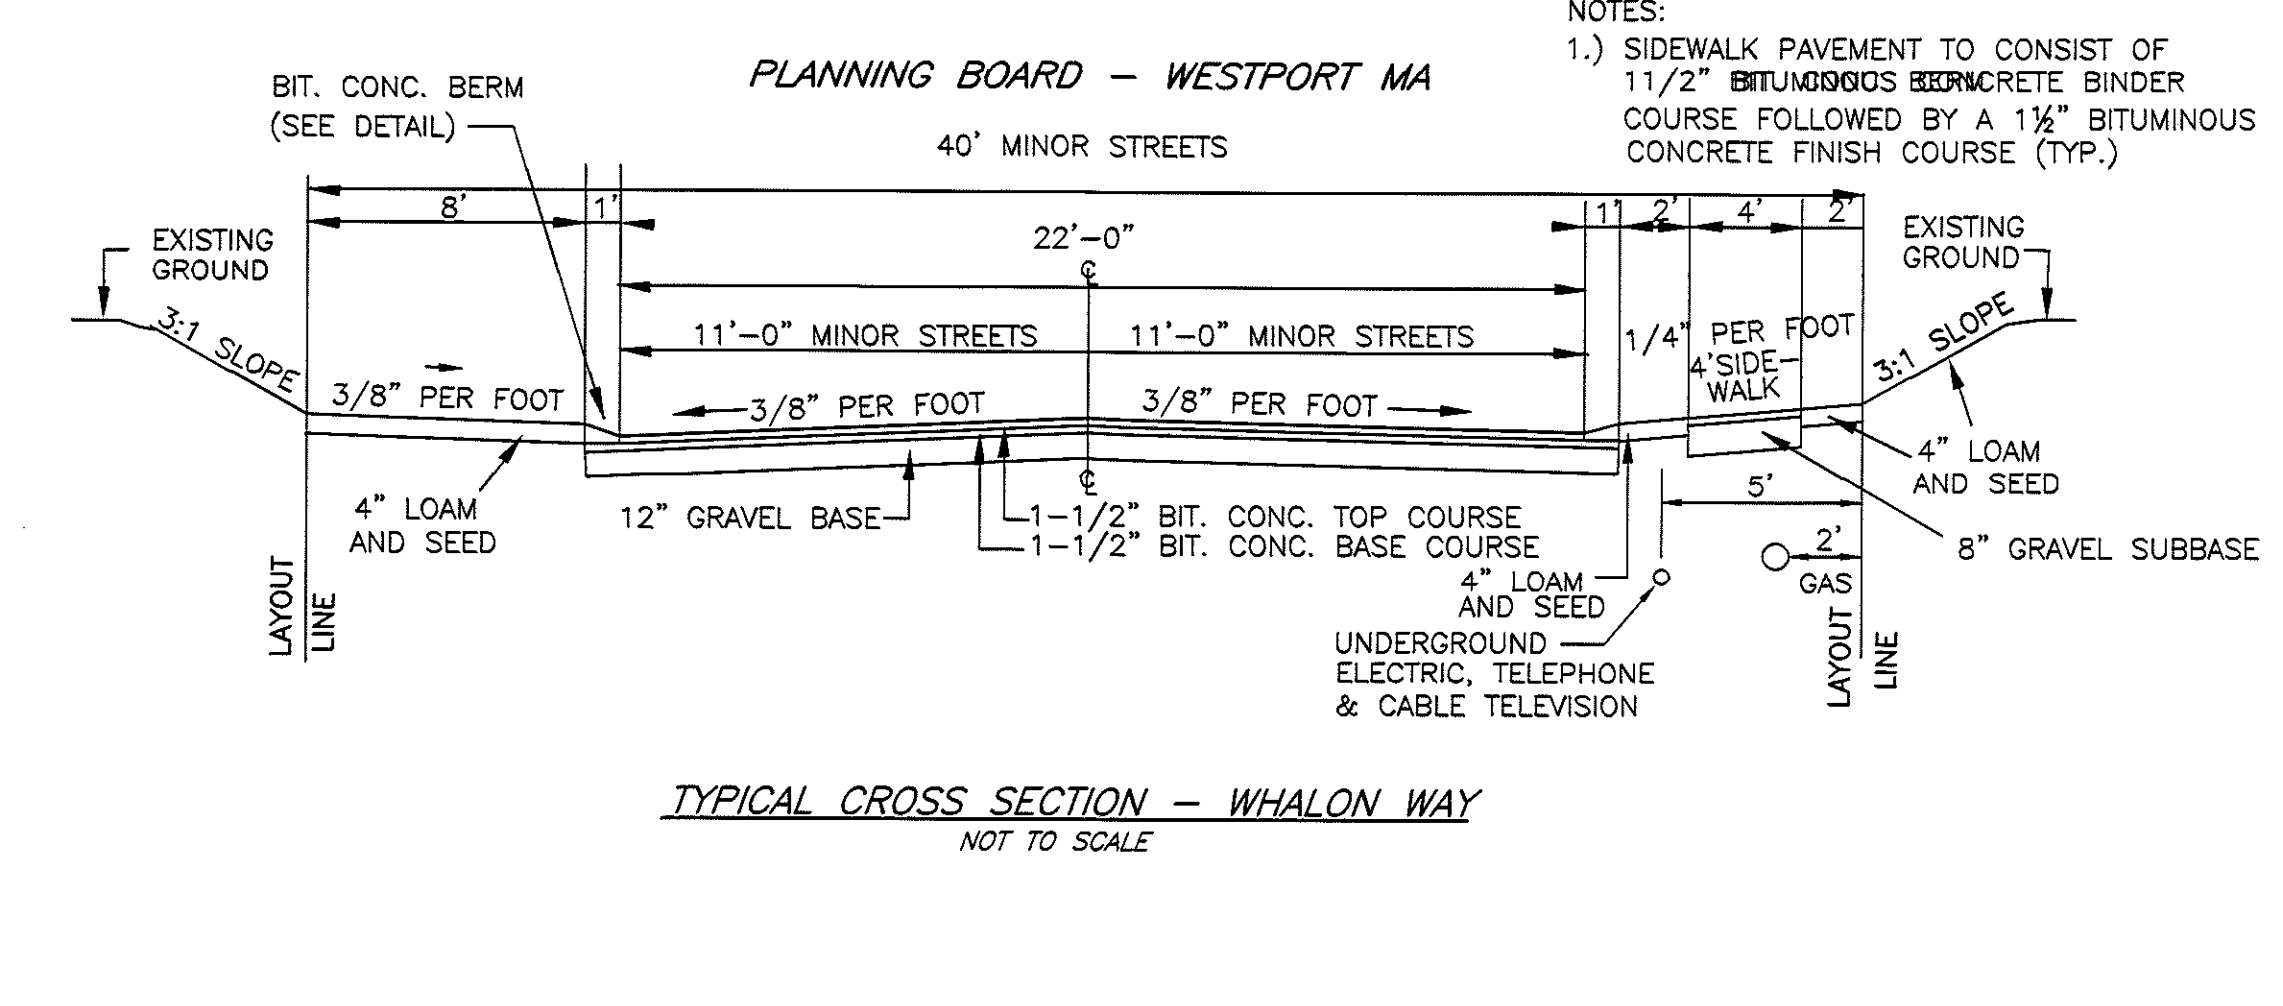 NOTES:
1.) SIDEWALK PAVEMENT TO CONSIST OF
11/2" CONCRETE BINDER
COURSE FOLLOWED BY A 1½" BITUMINOUS
CONCRETE FINISH COURSE (TYP.)
PLANNING BOARD – WESTPORT MA
BIT. CONC. BERM
(SEE DETAIL)
40' MINOR STREETS
8'
1'
22'-0"
1'
2'
4'
2'
EXISTING
GROUND
EXISTING
GROUND
3:1 SLOPE
℄
11'-0" MINOR STREETS
11'-0" MINOR STREETS
1/4" PER FOOT
4'SIDE-
WALK
3:1 SLOPE
3/8" PER FOOT
3/8" PER FOOT
3/8" PER FOOT
4" LOAM
AND SEED
12" GRAVEL BASE
℄
1-1/2" BIT. CONC. TOP COURSE
1-1/2" BIT. CONC. BASE COURSE
4" LOAM
AND SEED
5'
4" LOAM
AND SEED
2'
GAS
8" GRAVEL SUBBASE
UNDERGROUND
ELECTRIC, TELEPHONE
& CABLE TELEVISION
LAYOUT
LINE
LAYOUT
LINE
TYPICAL CROSS SECTION – WHALON WAY
NOT TO SCALE